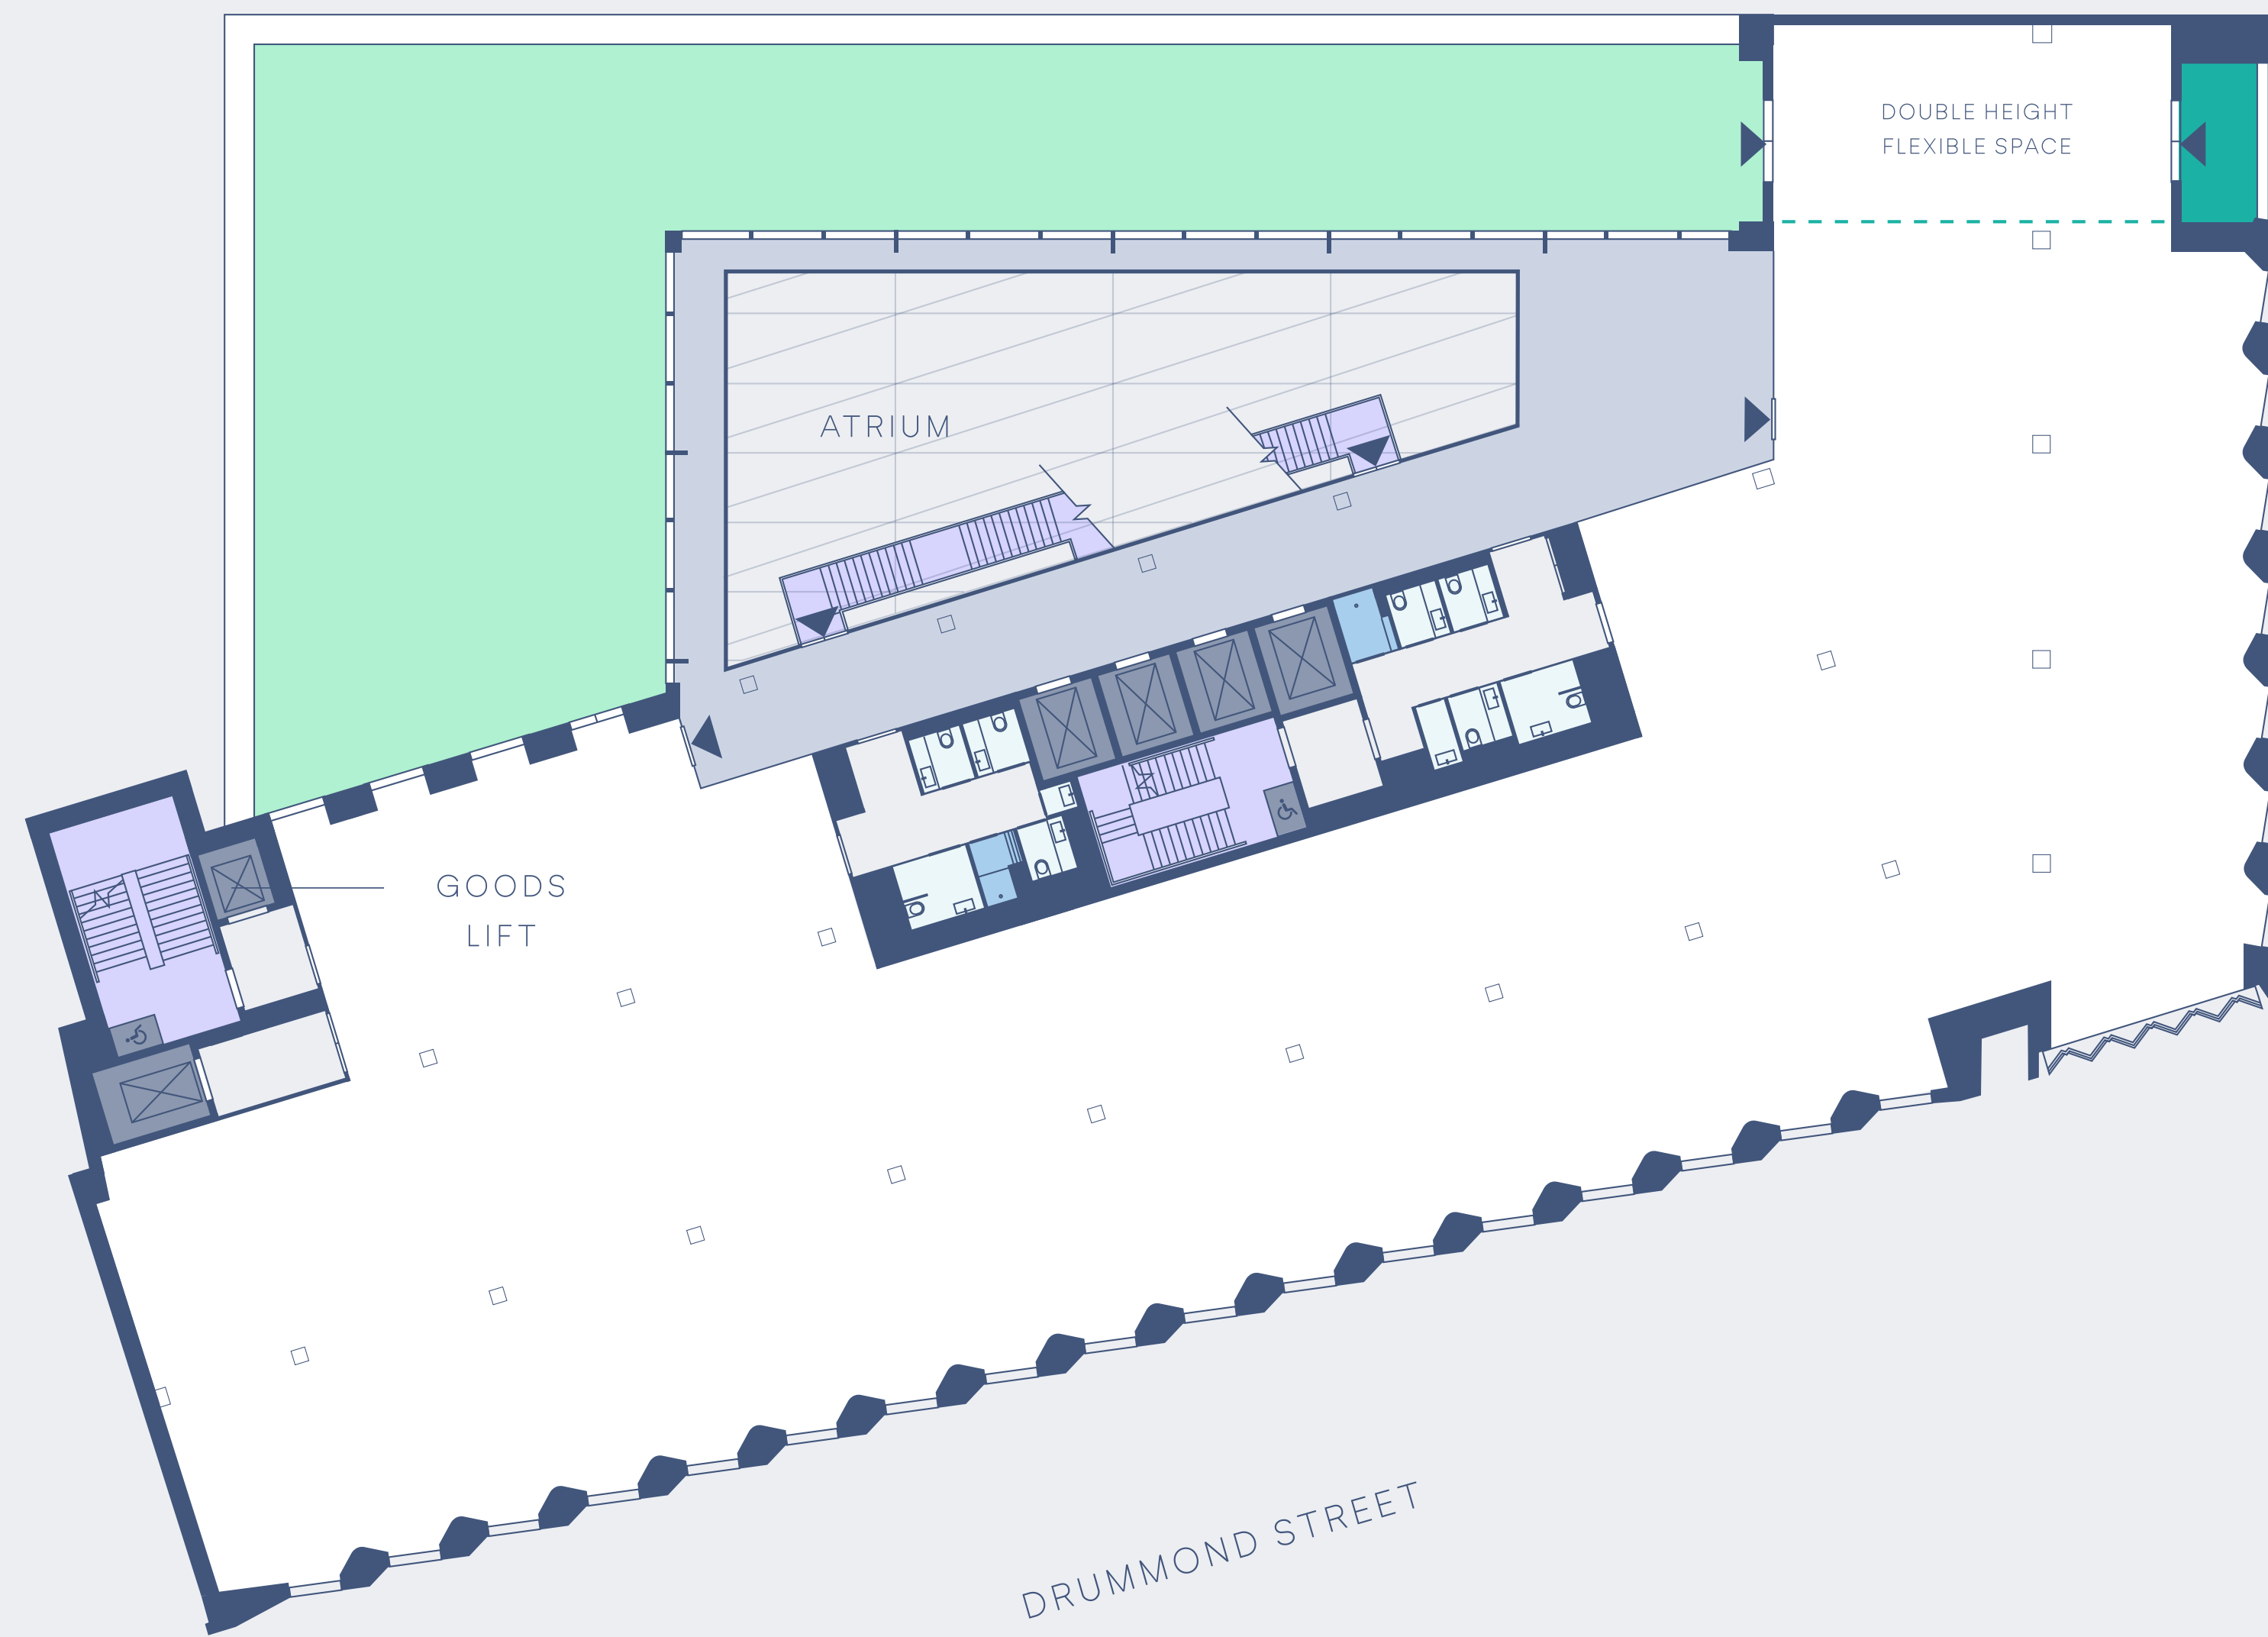 DOUBLE HEIGHT
FLEXIBLE SPACE
ATRIUM
GOODS
LIFT
DRUMMOND STREET